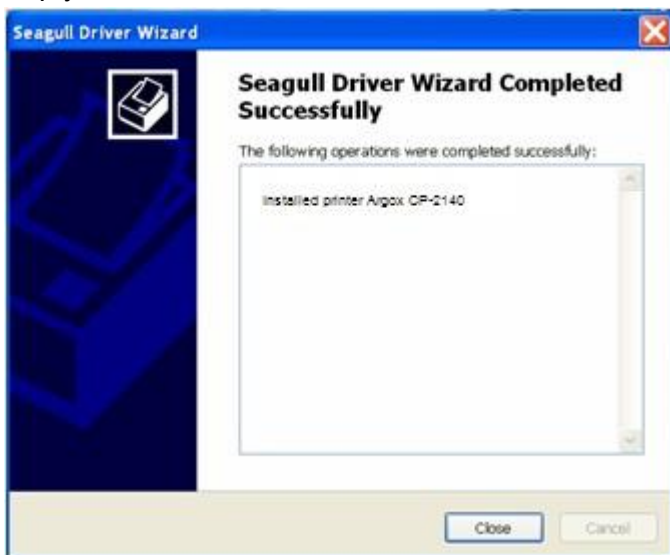 Seagull Driver Wizard
Seagull Driver Wizard Completed
Successfully
The following operations were completed successfully:
Installed printer Argox CP-2140
Close
Cancel